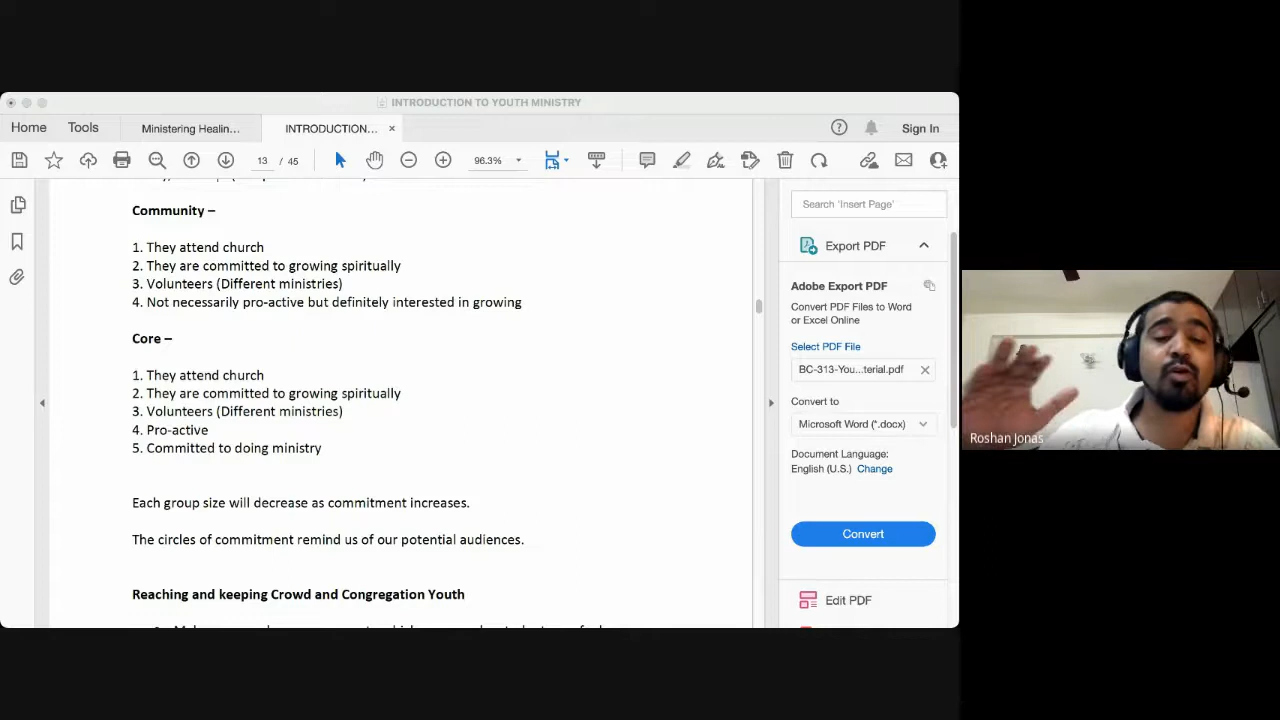 INTRODUCTION TO YOUTH MINISTRY
Home
Tools
Ministering Healin...
INTRODUCTION... ×
Sign In
13 / 45
96.3%
Community –
1. They attend church
2. They are committed to growing spiritually
3. Volunteers (Different ministries)
4. Not necessarily pro-active but definitely interested in growing
Core –
1. They attend church
2. They are committed to growing spiritually
3. Volunteers (Different ministries)
4. Pro-active
5. Committed to doing ministry
Each group size will decrease as commitment increases.
The circles of commitment remind us of our potential audiences.
Reaching and keeping Crowd and Congregation Youth
Search 'Insert Page'
Export PDF
Adobe Export PDF
Convert PDF Files to Word
or Excel Online
Select PDF File
BC-313-You...terial.pdf
Convert to
Microsoft Word (*.docx)
Document Language:
English (U.S.) Change
Convert
Edit PDF
Roshan Jonas